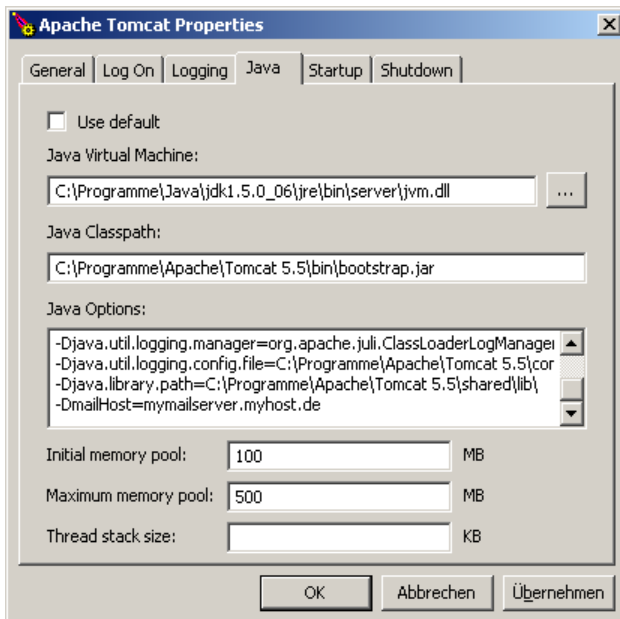 Apache Tomcat Properties
General Log On Logging Java Startup Shutdown
Use default
Java Virtual Machine:
C:\Programme\Java\jdk1.5.0_06\jre\bin\server\jvm.dll ...
Java Classpath:
C:\Programme\Apache\Tomcat 5.5\bin\bootstrap.jar
Java Options:
-Djava.util.logging.manager=org.apache.juli.ClassLoaderLogManager
-Djava.util.logging.config.file=C:\Programme\Apache\Tomcat 5.5\cor
-Djava.library.path=C:\Programme\Apache\Tomcat 5.5\shared\lib\
-DmailHost=mymailserver.myhost.de
Initial memory pool: 100 MB
Maximum memory pool: 500 MB
Thread stack size: KB
OK Abbrechen Übernehmen